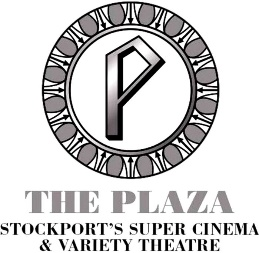 P
THE PLAZA
STOCKPORT'S SUPER CINEMA
& VARIETY THEATRE